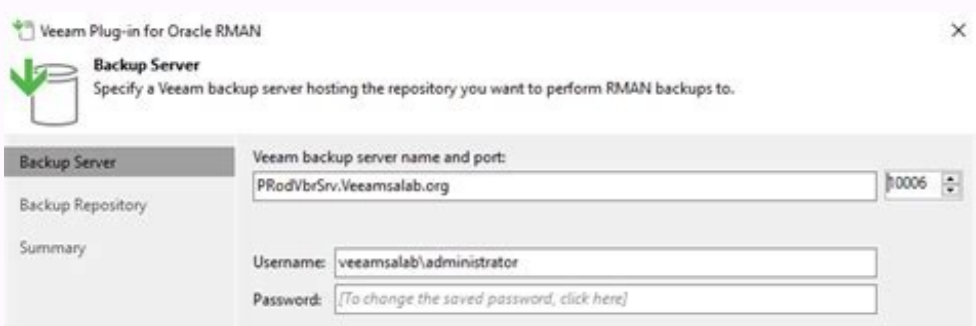 Veeam Plug-in for Oracle RMAN
Backup Server
Specify a Veeam backup server hosting the repository you want to perform RMAN backups to.
Backup Server
Veeam backup server name and port:
PRodVbrSrv.Veeamsalab.org 10006
Backup Repository
Summary
Username: veeamsalab\administrator
Password: [To change the saved password, click here]